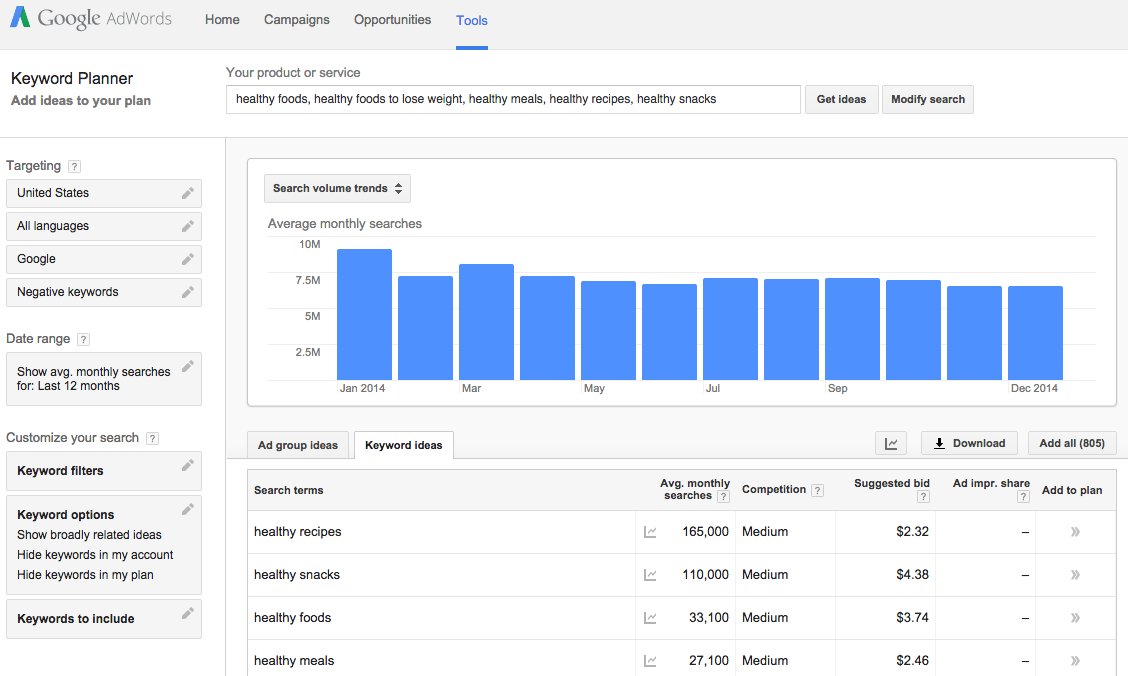 Google AdWords Home Campaigns Opportunities Tools
Keyword Planner
Add ideas to your plan
Your product or service
healthy foods, healthy foods to lose weight, healthy meals, healthy recipes, healthy snacks
Get ideas Modify search
Targeting ?
United States
All languages
Google
Negative keywords
Date range ?
Show avg. monthly searches
for: Last 12 months
Customize your search ?
Keyword filters
Keyword options
Show broadly related ideas
Hide keywords in my account
Hide keywords in my plan
Keywords to include
Search volume trends
Average monthly searches
10M
7.5M
5M
2.5M
Jan 2014 Mar May Jul Sep Dec 2014
Ad group ideas Keyword ideas Download Add all (805)
Search terms Avg. monthly searches ? Competition ? Suggested bid ? Ad impr. share ? Add to plan
healthy recipes 165,000 Medium $2.32 – »
healthy snacks 110,000 Medium $4.38 – »
healthy foods 33,100 Medium $3.74 – »
healthy meals 27,100 Medium $2.46 – »